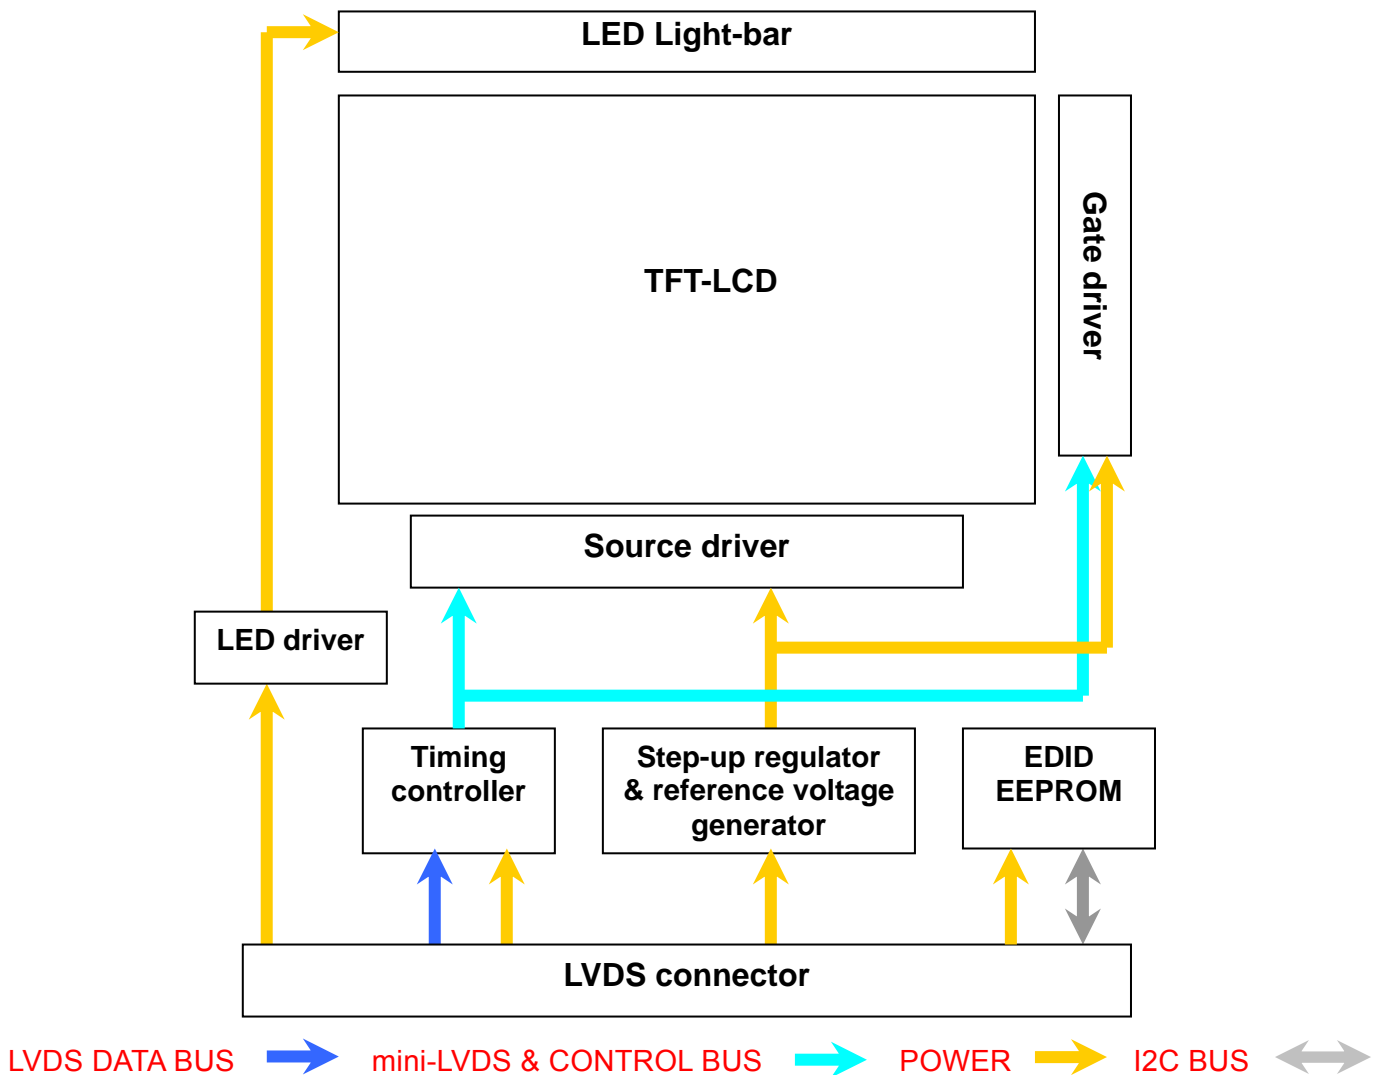 LED Light-bar
TFT-LCD
Gate driver
Source driver
LED driver
Timing
controller
Step-up regulator
& reference voltage
generator
EDID
EEPROM
LVDS connector
LVDS DATA BUS
mini-LVDS & CONTROL BUS
POWER
I2C BUS